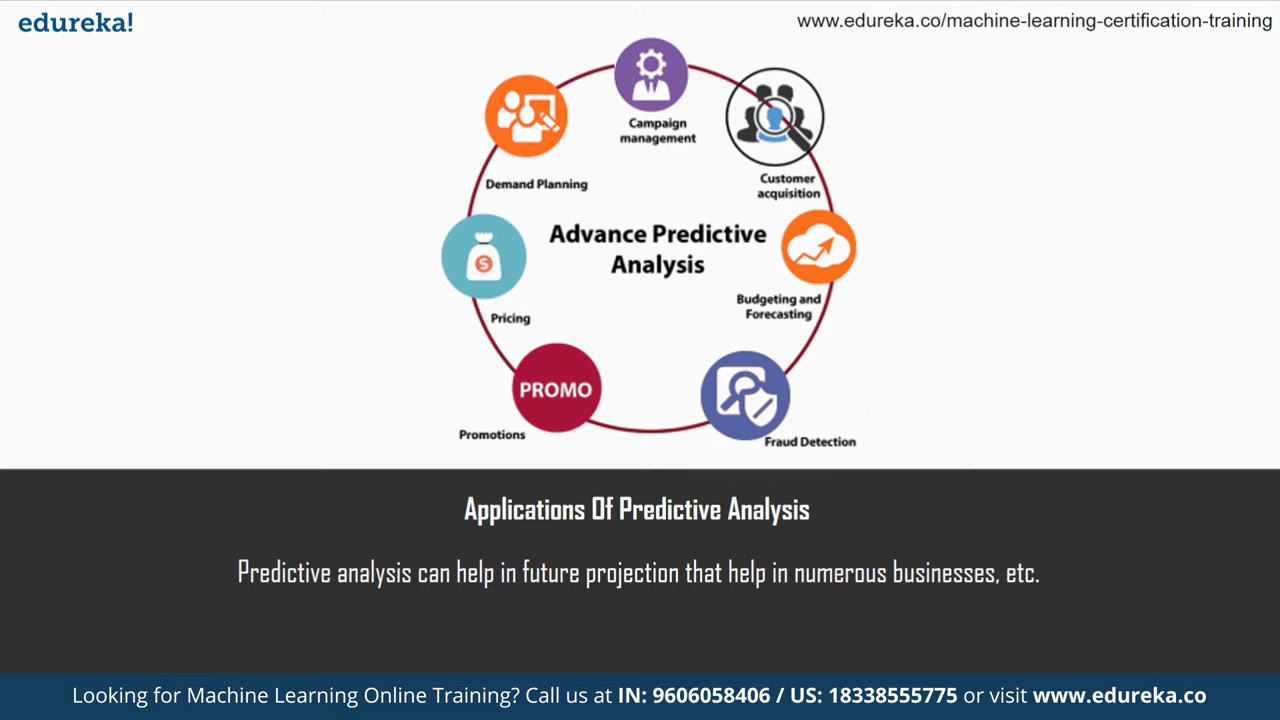 edureka!
www.edureka.co/machine-learning-certification-training
Campaign
management
Customer
acquisition
Demand Planning
Advance Predictive
Analysis
Budgeting and
Forecasting
Pricing
S
PROMO
Promotions
Fraud Detection
Applications Of Predictive Analysis
Predictive analysis can help in future projection that help in numerous businesses, etc.
Looking for Machine Learning Online Training? Call us at IN: 9606058406 / US: 18338555775 or visit www.edureka.co